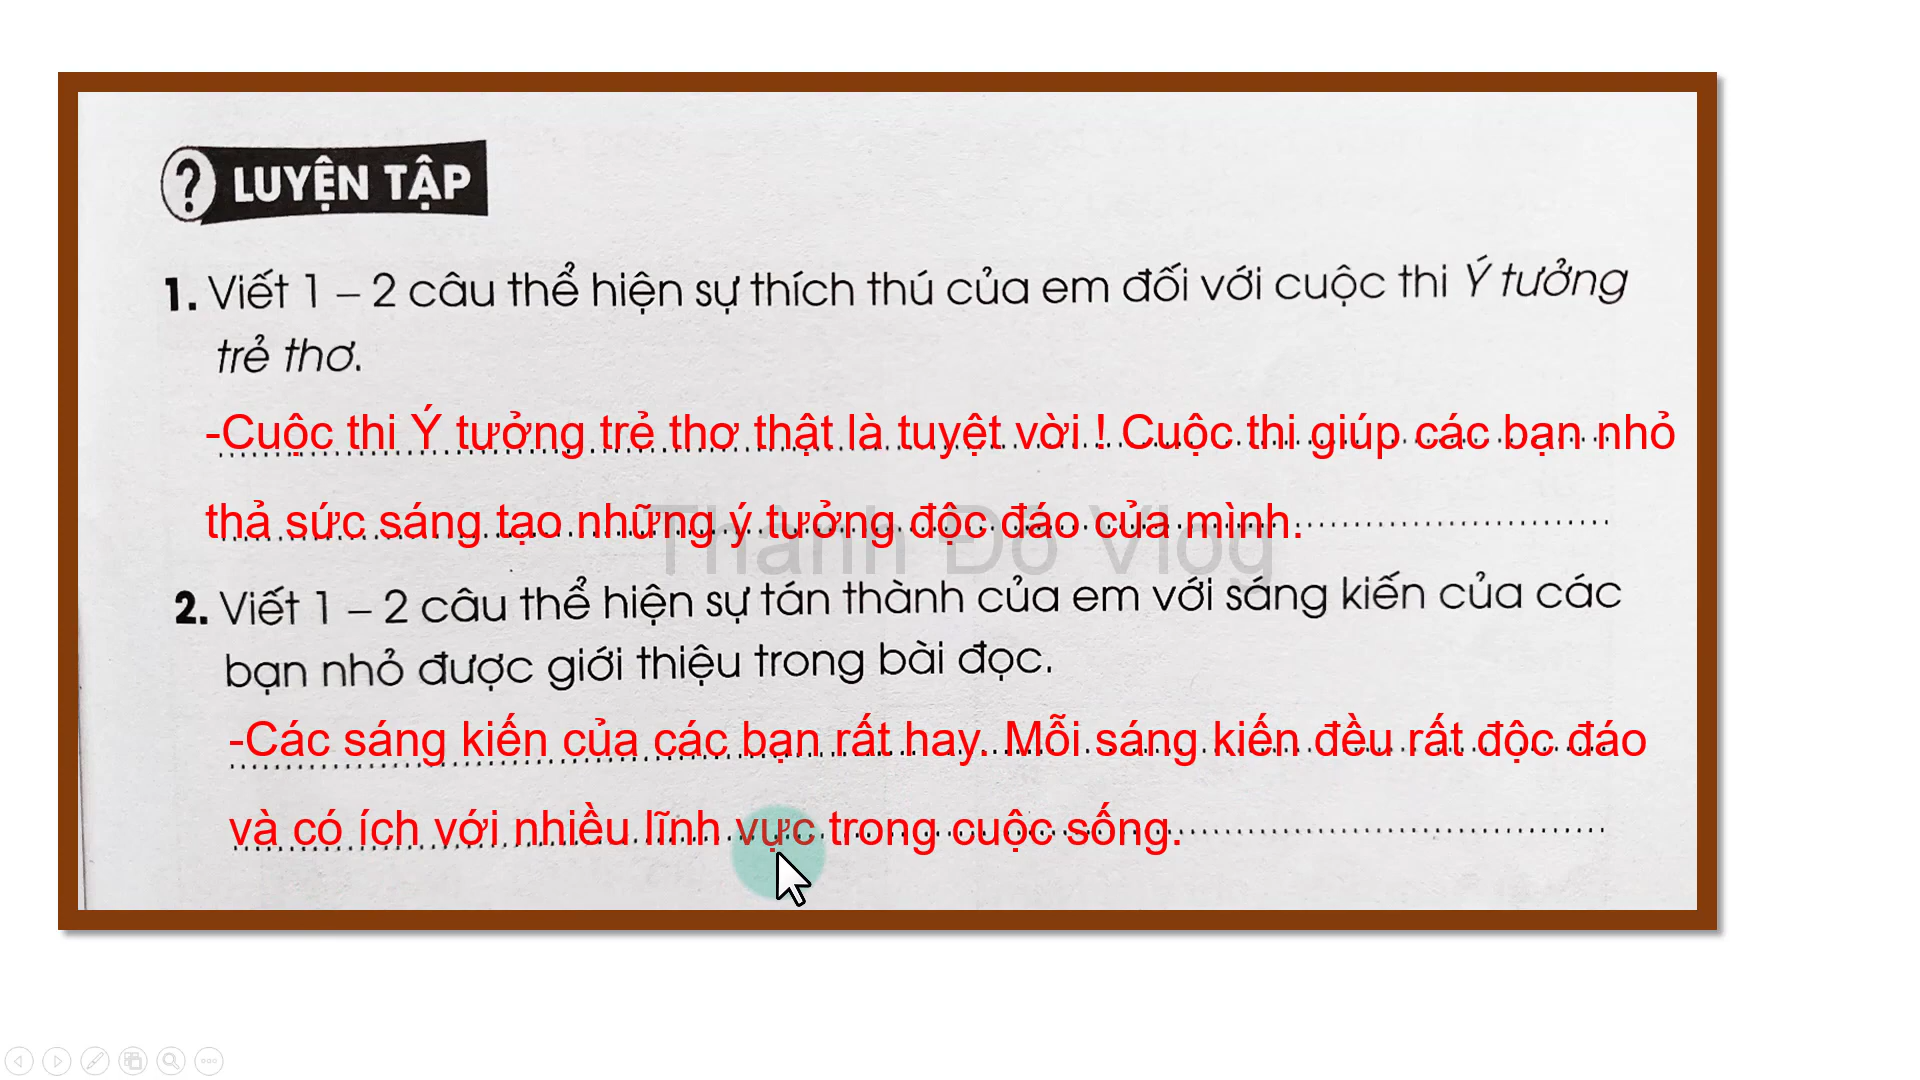 ? LUYỆN TẬP
1. Viết 1 – 2 câu thể hiện sự thích thú của em đối với cuộc thi Ý tưởng
trẻ thơ.
-Cuộc thi Ý tưởng trẻ thơ thật là tuyệt vời ! Cuộc thi giúp các bạn nhỏ
thả sức sáng tạo những ý tưởng độc đáo của mình.
Thành Đô Vlog
2. Viết 1 – 2 câu thể hiện sự tán thành của em với sáng kiến của các
bạn nhỏ được giới thiệu trong bài đọc.
-Các sáng kiến của các bạn rất hay. Mỗi sáng kiến đều rất độc đáo
và có ích với nhiều lĩnh vực trong cuộc sống.